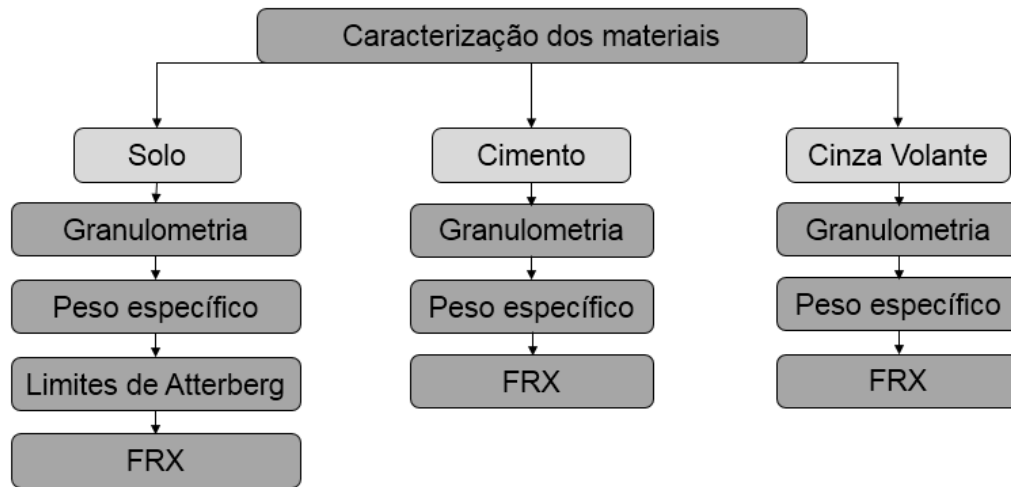 Caracterização dos materiais
Solo
Granulometria
Peso específico
Limites de Atterberg
FRX
Cimento
Granulometria
Peso específico
FRX
Cinza Volante
Granulometria
Peso específico
FRX